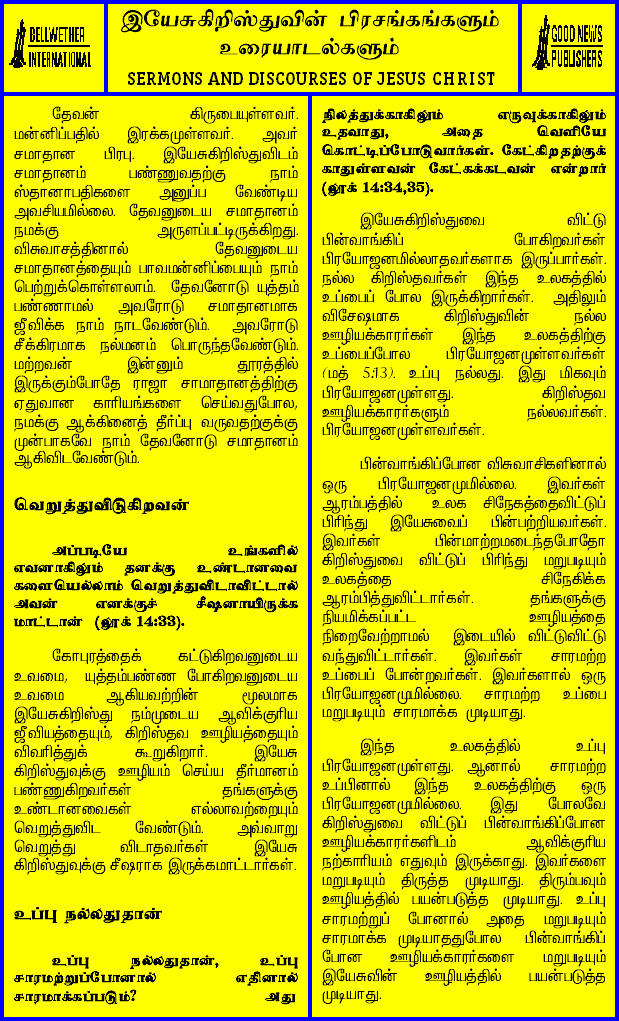 BELLWETHER
INTERNATIONAL
இயேசுகிறிஸ்துவின் பிரசங்கங்களும்
உரையாடல்களும்
SERMONS AND DISCOURSES OF JESUS CHRIST
GOOD NEWS
PUBLISHERS
தேவன் கிருபையுள்ளவர்.
மன்னிப்பதில் இரக்கமுள்ளவர். அவர்
சமாதான பிரபு. இயேசுகிறிஸ்துவிடம்
சமாதானம் பண்ணுவதற்கு நாம்
ஸ்தானாபதிகளை அனுப்ப வேண்டிய
அவசியமில்லை. தேவனுடைய சமாதானம்
நமக்கு அருளப்பட்டிருக்கிறது.
விசுவாசத்தினால் தேவனுடைய
சமாதானத்தையும் பாவமன்னிப்பையும் நாம்
பெற்றுக்கொள்ளலாம். தேவனோடு யுத்தம்
பண்ணாமல் அவரோடு சமாதானமாக
ஜீவிக்க நாம் நாடவேண்டும். அவரோடு
சீக்கிரமாக நல்மனம் பொருந்தவேண்டும்.
மற்றவன் இன்னும் தூரத்தில்
இருக்கும்போதே ராஜா சாமாதானத்திற்கு
ஏதுவான காரியங்களை செய்வதுபோல,
நமக்கு ஆக்கினைத் தீர்ப்பு வருவதற்குக்கு
முன்பாகவே நாம் தேவனோடு சமாதானம்
ஆகிவிடவேண்டும்.
வெறுத்துவிடுகிறவன்
அப்படியே உங்களில்
எவனாகிலும் தனக்கு உண்டானவை
களையெல்லாம் வெறுத்துவிடாவிட்டால்
அவன் எனக்குச் சீஷனாயிருக்க
மாட்டான் (லூக் 14:33).
கோபுரத்தைக் கட்டுகிறவனுடைய
உவமை, யுத்தம்பண்ண போகிறவனுடைய
உவமை ஆகியவற்றின் மூலமாக
இயேசுகிறிஸ்து நம்முடைய ஆவிக்குரிய
ஜீவியத்தையும், கிறிஸ்தவ ஊழியத்தையும்
விவரித்துக் கூறுகிறார். இயேசு
கிறிஸ்துவுக்கு ஊழியம் செய்ய தீர்மானம்
பண்ணுகிறவர்கள் தங்களுக்கு
உண்டானவைகள் எல்லாவற்றையும்
வெறுத்துவிட வேண்டும். அவ்வாறு
வெறுத்து விடாதவர்கள் இயேசு
கிறிஸ்துவுக்கு சீஷராக இருக்கமாட்டார்கள்.
உப்பு நல்லதுதான்
உப்பு நல்லதுதான், உப்பு
சாரமற்றுப்போனால் எதினால்
சாரமாக்கப்படும்? அது
நிலத்துக்காகிலும் எருவுக்காகிலும்
உதவாது, அதை வெளியே
கொட்டிப்போடுவார்கள். கேட்கிறதற்குக்
காதுள்ளவன் கேட்கக்கடவன் என்றார்
(லூக் 14:34,35).
இயேசுகிறிஸ்துவை விட்டு
பின்வாங்கிப் போகிறவர்கள்
பிரயோஜனமில்லாதவர்களாக இருப்பார்கள்.
நல்ல கிறிஸ்தவர்கள் இந்த உலகத்தில்
உப்பைப் போல இருக்கிறார்கள். அதிலும்
விசேஷமாக கிறிஸ்துவின் நல்ல
ஊழியக்காரர்கள் இந்த உலகத்திற்கு
உப்பைப்போல பிரயோஜனமுள்ளவர்கள்
(மத் 5:13). உப்பு நல்லது. இது மிகவும்
பிரயோஜனமுள்ளது. கிறிஸ்தவ
ஊழியக்காரர்களும் நல்லவர்கள்.
பிரயோஜனமுள்ளவர்கள்.
பின்வாங்கிப்போன விசுவாசிகளினால்
ஒரு பிரயோஜனமுமில்லை. இவர்கள்
ஆரம்பத்தில் உலக சிநேகத்தைவிட்டுப்
பிரிந்து இயேசுவைப் பின்பற்றியவர்கள்.
இவர்கள் பின்மாற்றமடைந்தபோதோ
கிறிஸ்துவை விட்டுப் பிரிந்து மறுபடியும்
உலகத்தை சிநேகிக்க
ஆரம்பித்துவிட்டார்கள். தங்களுக்கு
நியமிக்கப்பட்ட ஊழியத்தை
நிறைவேற்றாமல் இடையில் விட்டுவிட்டு
வந்துவிட்டார்கள். இவர்கள் சாரமற்ற
உப்பைப் போன்றவர்கள். இவர்களால் ஒரு
பிரயோஜனமுமில்லை. சாரமற்ற உப்பை
மறுபடியும் சாரமாக்க முடியாது.
இந்த உலகத்தில் உப்பு
பிரயோஜனமுள்ளது. ஆனால் சாரமற்ற
உப்பினால் இந்த உலகத்திற்கு ஒரு
பிரயோஜனமுமில்லை. இது போலவே
கிறிஸ்துவை விட்டுப் பின்வாங்கிப்போன
ஊழியக்காரர்களிடம் ஆவிக்குரிய
நற்காரியம் எதுவும் இருக்காது. இவர்களை
மறுபடியும் திருத்த முடியாது. திரும்பவும்
ஊழியத்தில் பயன்படுத்த முடியாது. உப்பு
சாரமற்றுப் போனால் அதை மறுபடியும்
சாரமாக்க முடியாததுபோல பின்வாங்கிப்
போன ஊழியக்காரர்களை மறுபடியும்
இயேசுவின் ஊழியத்தில் பயன்படுத்த
முடியாது.